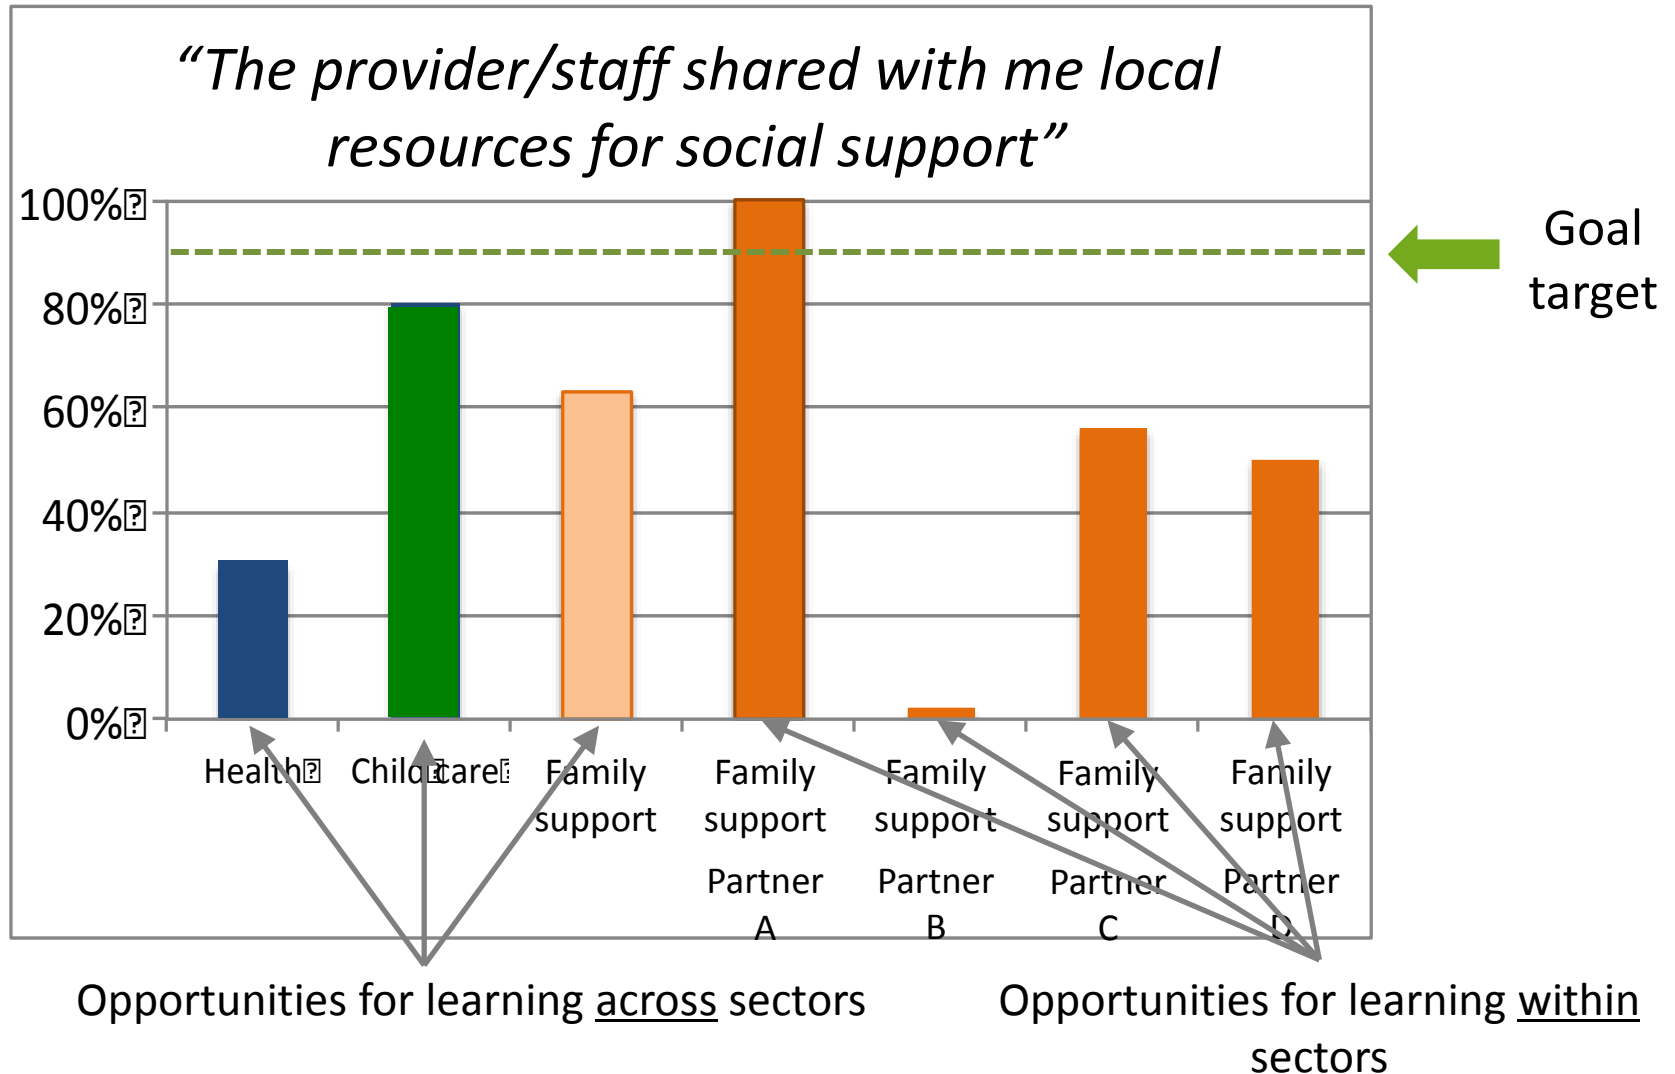 “The provider/staff shared with me local
resources for social support”
100%
80%
60%
40%
20%
0%
Goal
target
Health
Child care
Family
support
Family
support
Partner
A
Family
support
Partner
B
Family
support
Partner
C
Family
support
Partner
D
Opportunities for learning across sectors
Opportunities for learning within
sectors